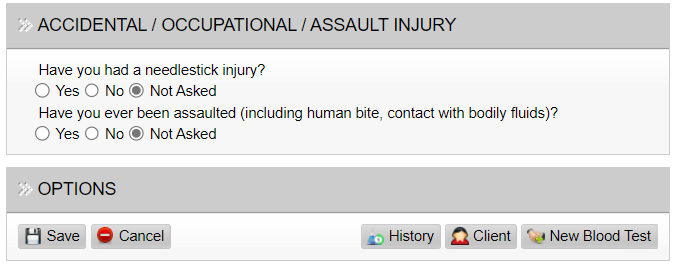 ACCIDENTAL / OCCUPATIONAL / ASSAULT INJURY
Have you had a needlestick injury?
Yes No Not Asked
Have you ever been assaulted (including human bite, contact with bodily fluids)?
Yes No Not Asked
OPTIONS
Save Cancel History Client New Blood Test